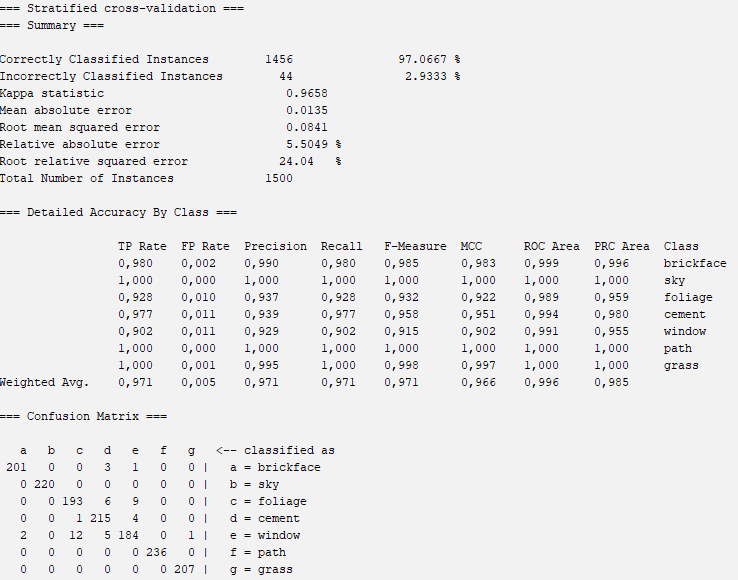 === Stratified cross-validation ===
=== Summary ===
Correctly Classified Instances        1456               97.0667 %
Incorrectly Classified Instances        44                2.9333 %
Kappa statistic                          0.9658
Mean absolute error                      0.0135
Root mean squared error                  0.0841
Relative absolute error                  5.5049 %
Root relative squared error             24.04   %
Total Number of Instances             1500
=== Detailed Accuracy By Class ===
TP Rate  FP Rate  Precision  Recall   F-Measure  MCC      ROC Area  PRC Area  Class
0,980    0,002    0,990      0,980    0,985      0,983    0,999     0,996     brickface
1,000    0,000    1,000      1,000    1,000      1,000    1,000     1,000     sky
0,928    0,010    0,937      0,928    0,932      0,922    0,989     0,959     foliage
0,977    0,011    0,939      0,977    0,958      0,951    0,994     0,980     cement
0,902    0,011    0,929      0,902    0,915      0,902    0,991     0,955     window
1,000    0,000    1,000      1,000    1,000      1,000    1,000     1,000     path
1,000    0,001    0,995      1,000    0,998      0,997    1,000     1,000     grass
Weighted Avg.    0,971    0,005    0,971      0,971    0,971      0,966    0,996     0,985
=== Confusion Matrix ===
a   b   c   d   e   f   g   <-- classified as
201   0   0   3   1   0   0 |   a = brickface
0 220   0   0   0   0   0 |   b = sky
0   0 193   6   9   0   0 |   c = foliage
0   0   1 215   4   0   0 |   d = cement
2   0  12   5 184   0   1 |   e = window
0   0   0   0   0 236   0 |   f = path
0   0   0   0   0   0 207 |   g = grass